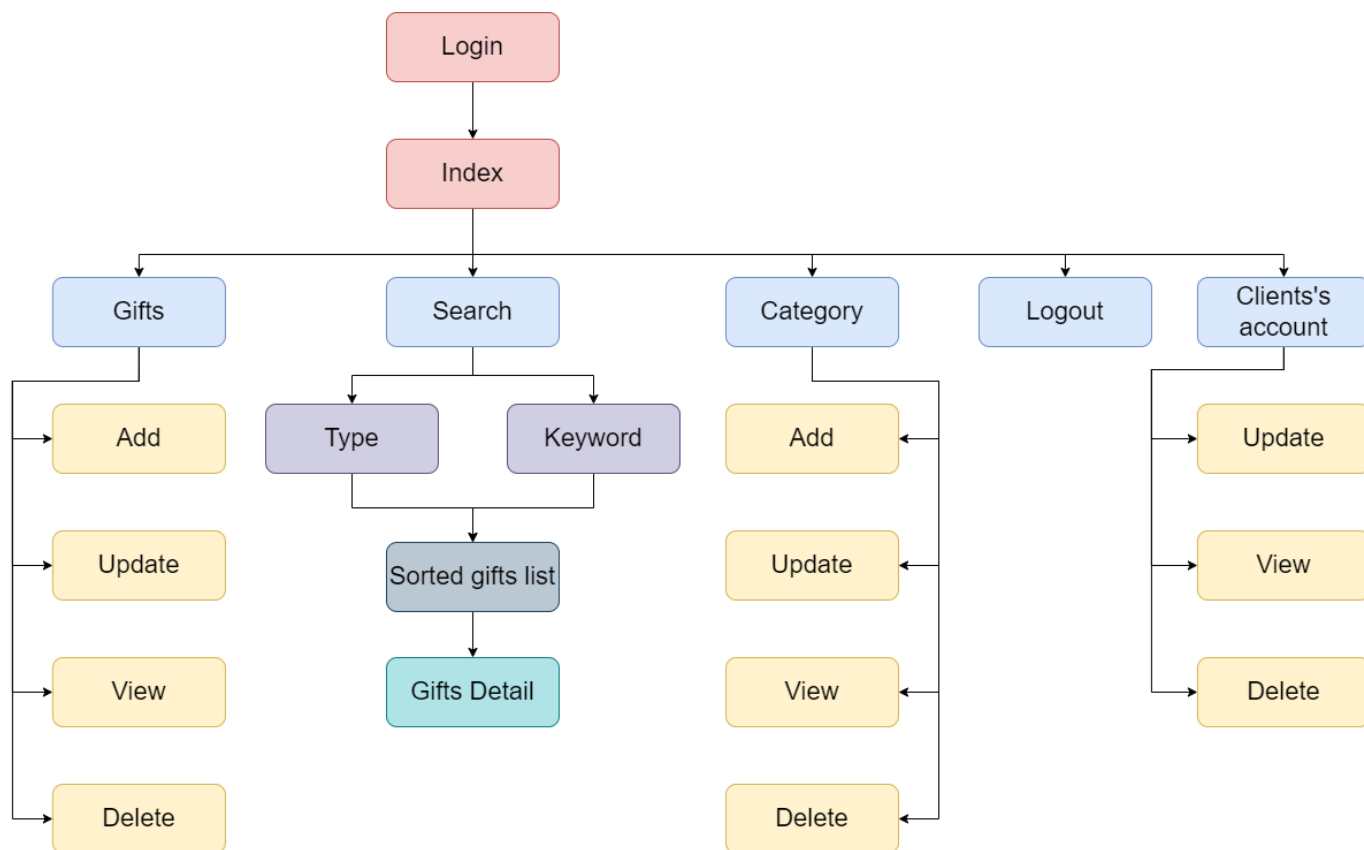 Login
Index
Gifts
Search
Category
Logout
Clients's
account
Add
Type
Keyword
Add
Update
Update
Sorted gifts list
Update
View
View
Gifts Detail
View
Delete
Delete
Delete